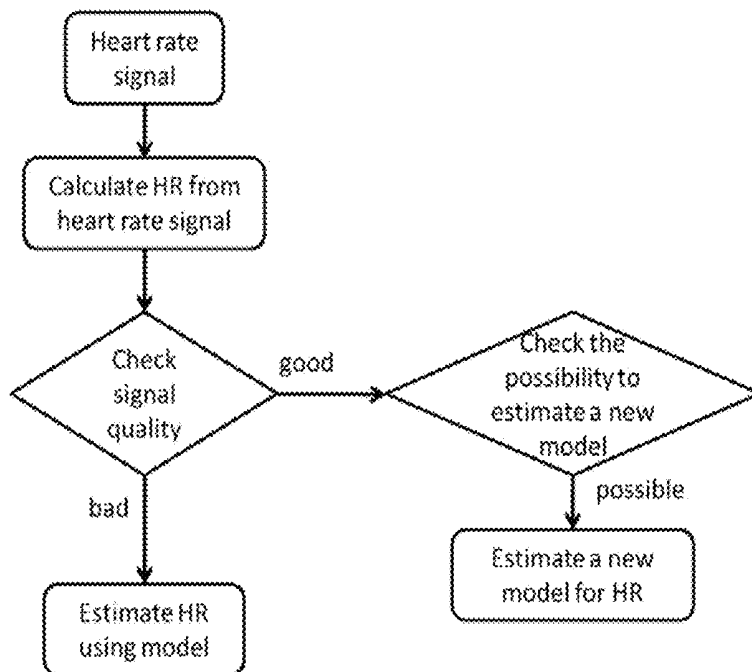 Heart rate
signal
Calculate HR from
heart rate signal
Check
signal
quality
good
Check the
possibility to
estimate a new
model
bad
possible
Estimate HR
using model
Estimate a new
model for HR